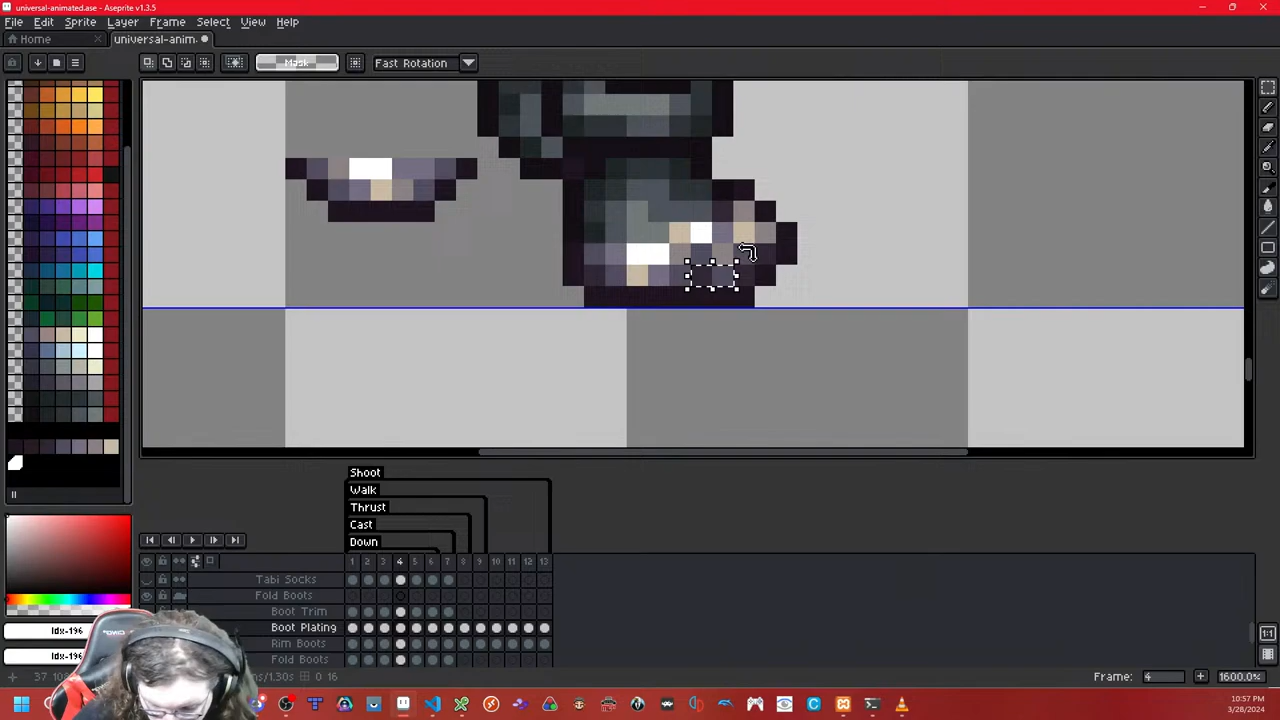 universal-animated.ase - Aseprite v1.3.5
File Edit Sprite Layer Frame Select View Help
Home
universal-anim.
Mask
Fast Rotation
Shoot
Walk
Thrust
Cast
Down
1 2 3 4 5 6 7 8 9 10 11 12 13
Tabi Socks
Fold Boots
Boot Trim
Boot Plating
Rim Boots
Fold Boots
Idx-196
Idx-196
1:1
Frame: 4
1600.0%
10:57 PM
3/28/2024